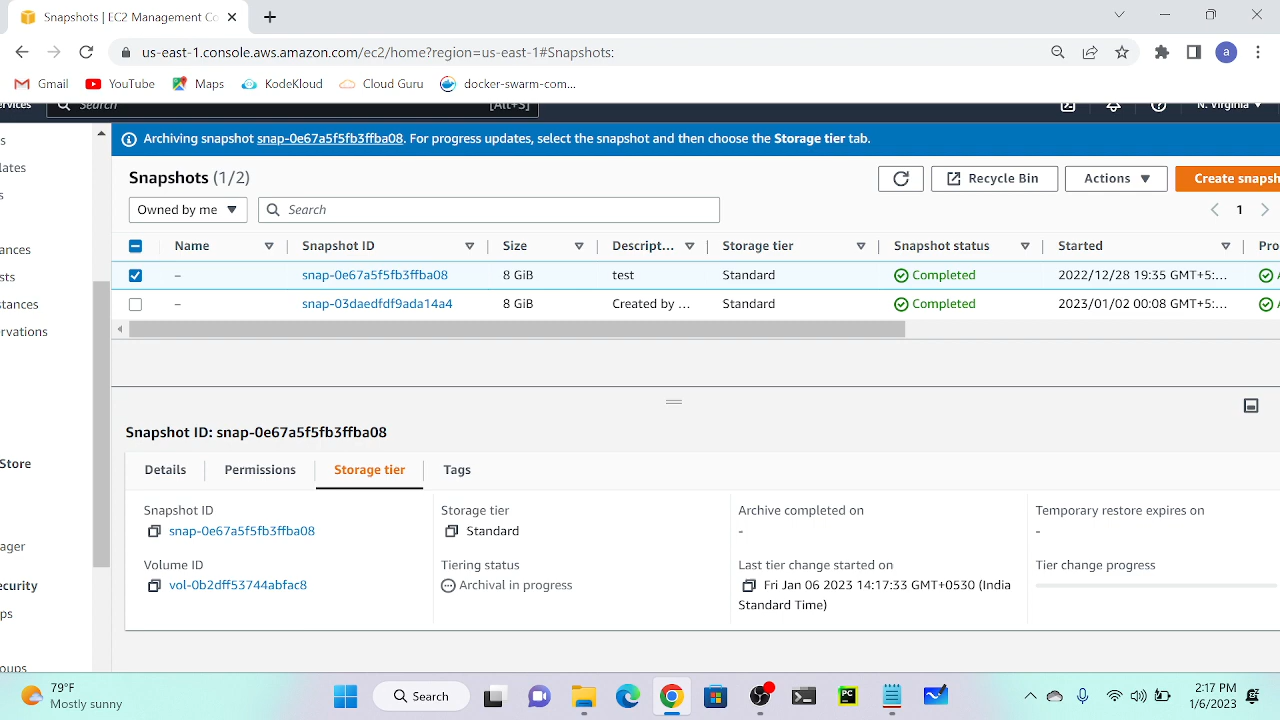 Snapshots | EC2 Management Co
us-east-1.console.aws.amazon.com/ec2/home?region=us-east-1#Snapshots:
a
Gmail YouTube Maps KodeKloud Cloud Guru docker-swarm-com...
ervices Search [Alt+S] N. Virginia
Archiving snapshot snap-0e67a5f5fb3ffba08. For progress updates, select the snapshot and then choose the Storage tier tab.
s
lates
s
ances
sts
stances
ervations
Store
ager
ecurity
ps
oups
Snapshots (1/2) Recycle Bin Actions Create snapsh
Owned by me Search 1
Name Snapshot ID Size Descript... Storage tier Snapshot status Started Pro
– snap-0e67a5f5fb3ffba08 8 GiB test Standard Completed 2022/12/28 19:35 GMT+5:... A
– snap-03daedfdf9ada14a4 8 GiB Created by ... Standard Completed 2023/01/02 00:08 GMT+5:... A
Snapshot ID: snap-0e67a5f5fb3ffba08
Details Permissions Storage tier Tags
Snapshot ID Storage tier Archive completed on Temporary restore expires on
snap-0e67a5f5fb3ffba08 Standard - -
Volume ID Tiering status Last tier change started on Tier change progress
vol-0b2dff53744abfac8 Archival in progress Fri Jan 06 2023 14:17:33 GMT+0530 (India
Standard Time)
79°F
Mostly sunny
Search
PC
2:17 PM
1/6/2023